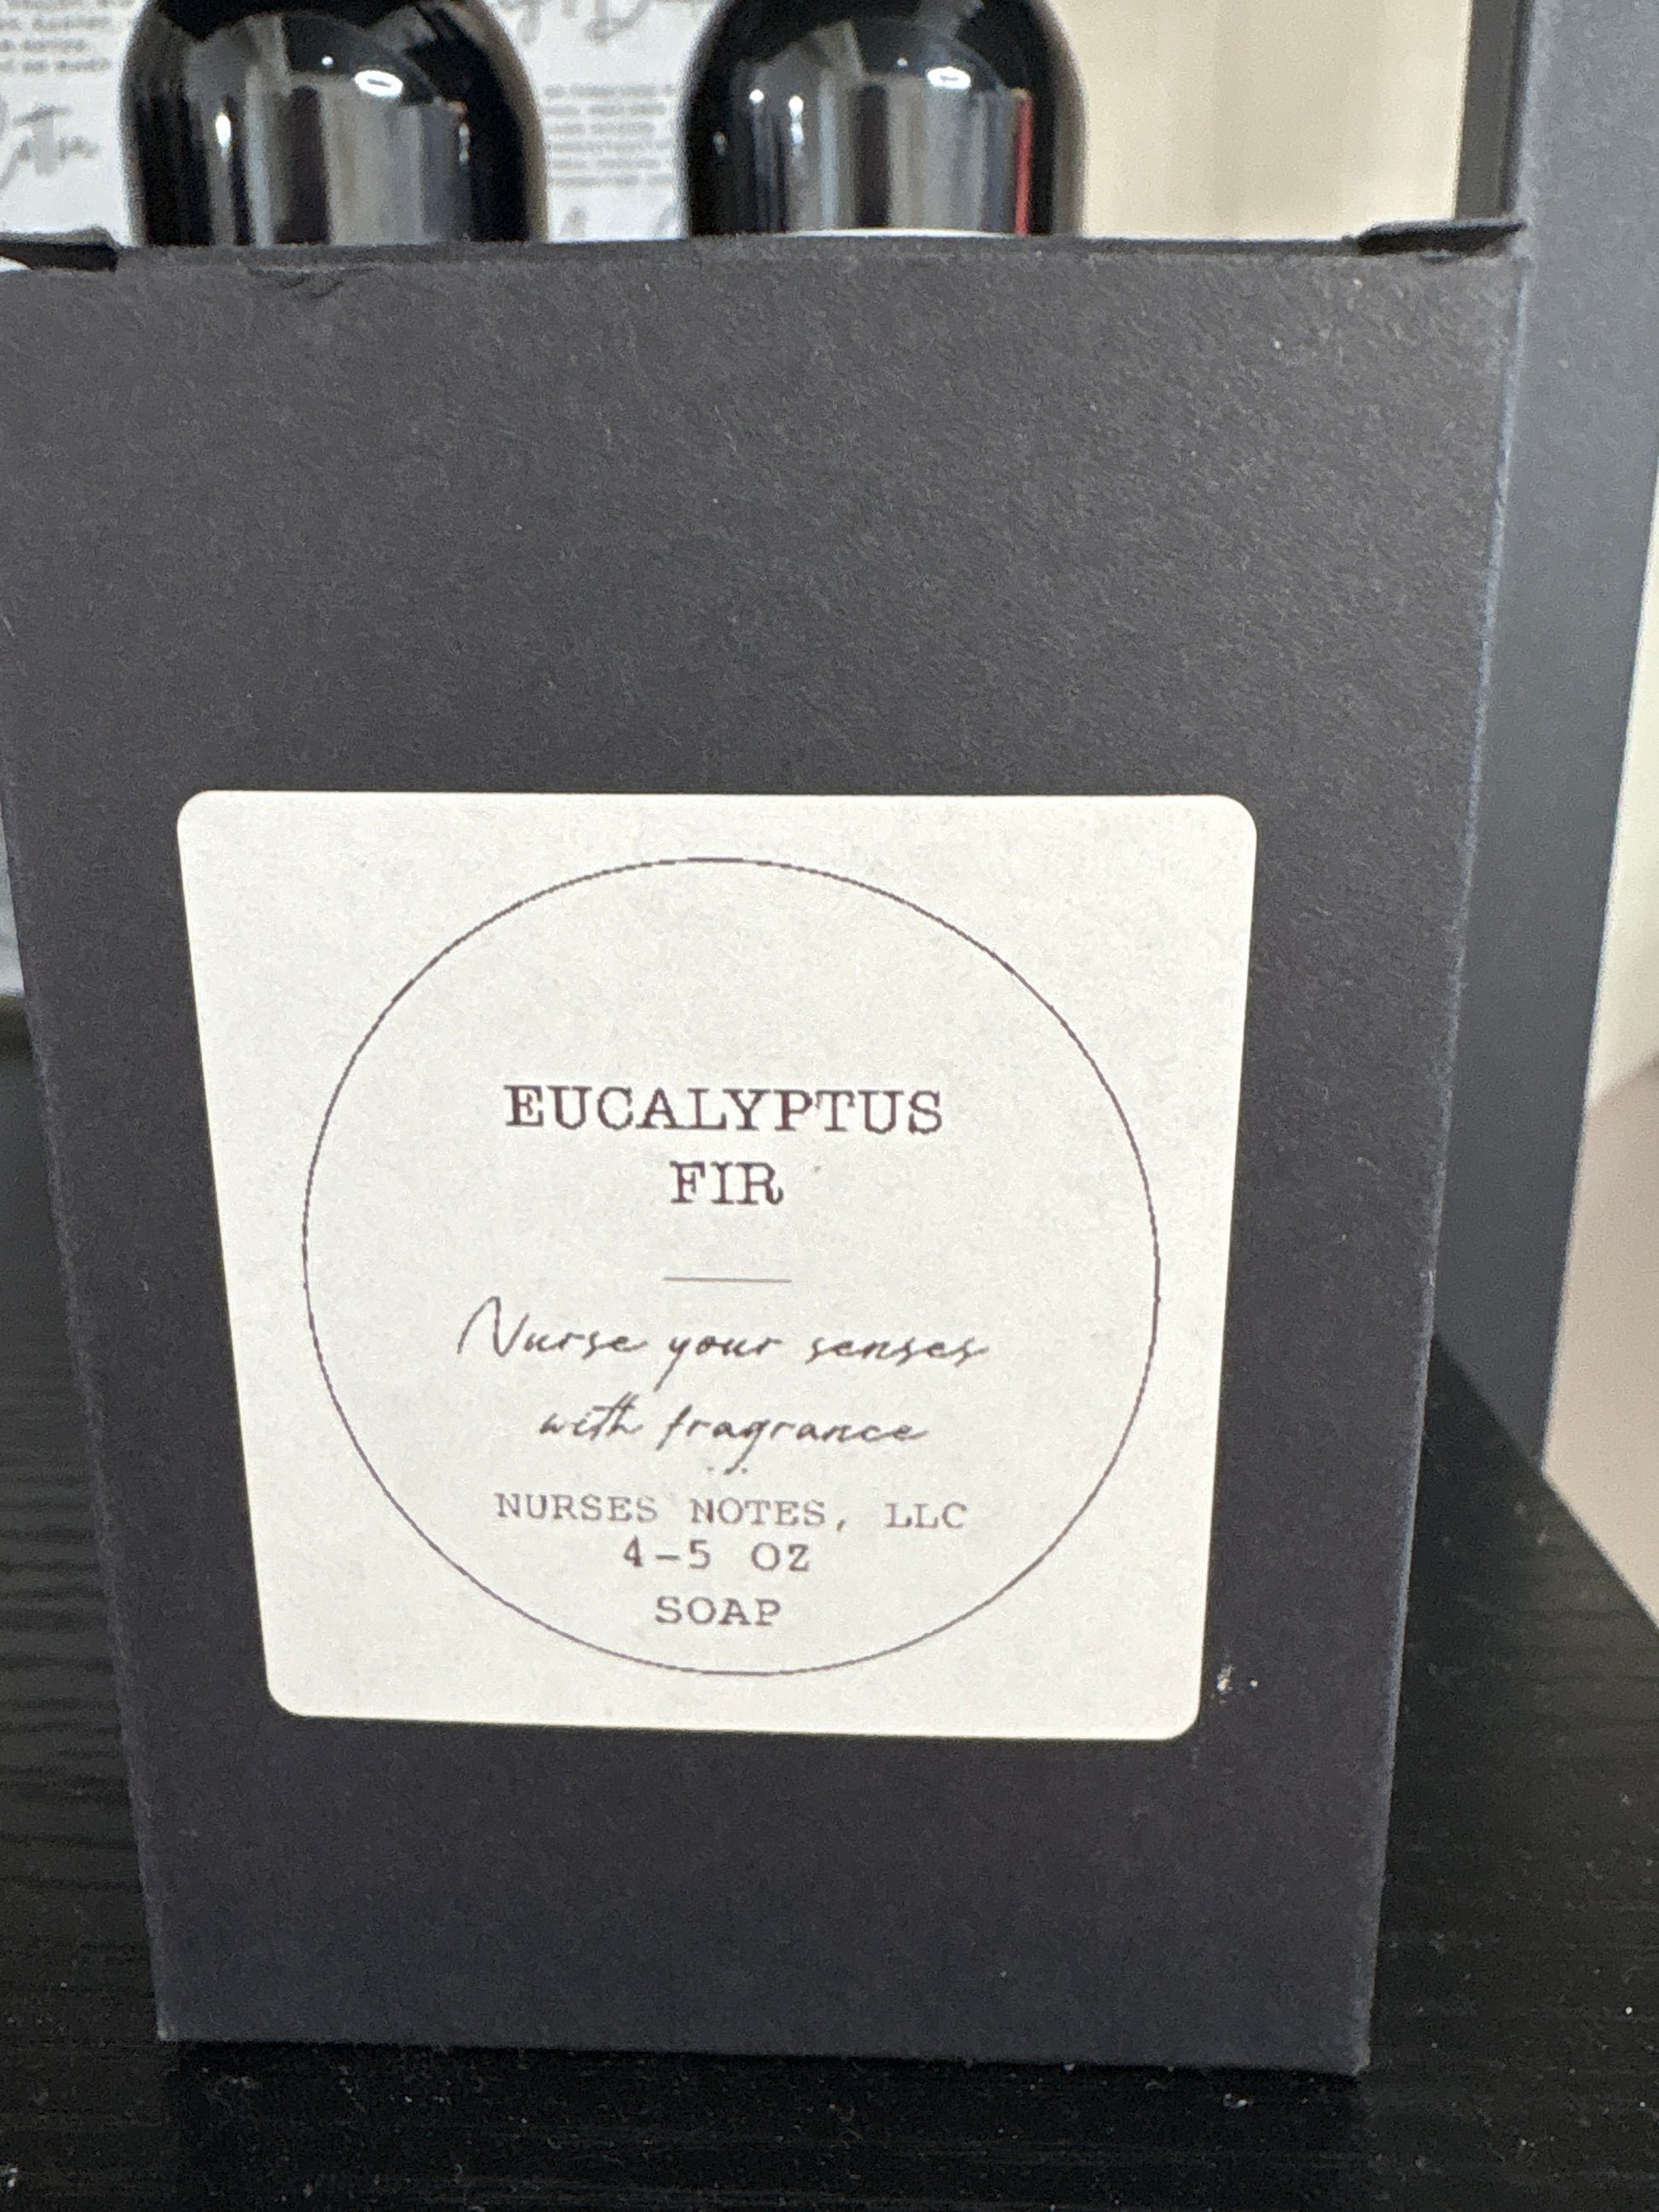 EUCALYPTUS
FIR
Nurse your senses
with fragrance
NURSES NOTES, LLC
4-5 OZ
SOAP